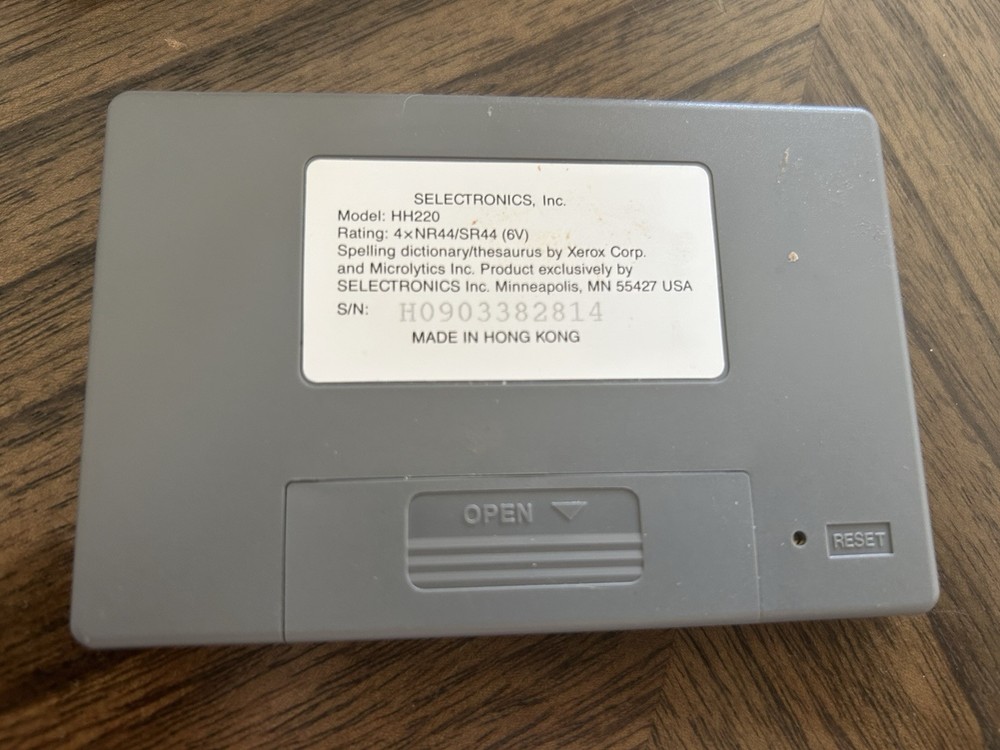 SELECTRONICS, Inc.
Model: HH220
Rating: 4×NR44/SR44 (6V)
Spelling dictionary/thesaurus by Xerox Corp.
and Microlytics Inc. Product exclusively by
SELECTRONICS Inc. Minneapolis, MN 55427 USA
S/N: H0903382814
MADE IN HONG KONG
OPEN
RESET